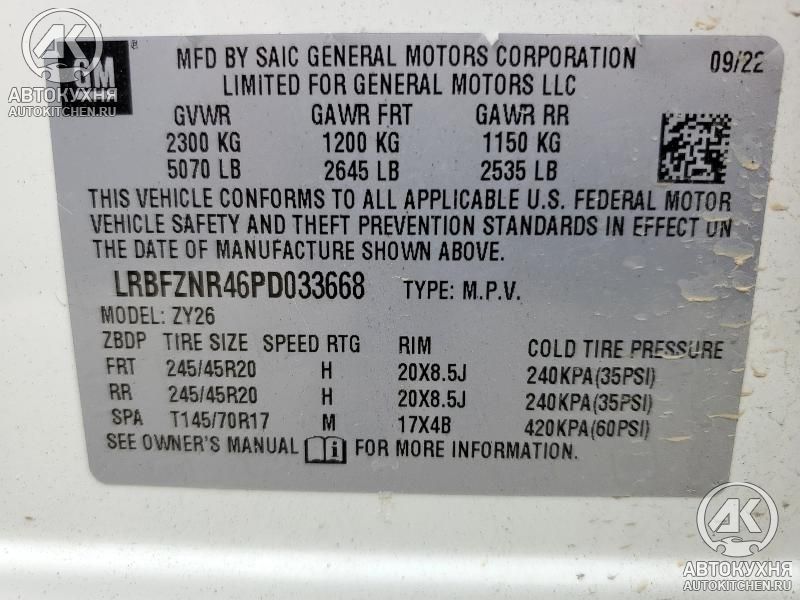 GM
MFD BY SAIC GENERAL MOTORS CORPORATION 09/22
LIMITED FOR GENERAL MOTORS LLC
GVWR GAWR FRT GAWR RR
2300 KG 1200 KG 1150 KG
5070 LB 2645 LB 2535 LB
THIS VEHICLE CONFORMS TO ALL APPLICABLE U.S. FEDERAL MOTOR
VEHICLE SAFETY AND THEFT PREVENTION STANDARDS IN EFFECT ON
THE DATE OF MANUFACTURE SHOWN ABOVE.
LRBFZNR46PD033668 TYPE: M.P.V.
MODEL: ZY26
ZBDP TIRE SIZE SPEED RTG RIM COLD TIRE PRESSURE
FRT 245/45R20 H 20X8.5J 240KPA(35PSI)
RR 245/45R20 H 20X8.5J 240KPA(35PSI)
SPA T145/70R17 M 17X4B 420KPA(60PSI)
SEE OWNER'S MANUAL i FOR MORE INFORMATION.
АК
АВТОКУХНЯ
AUTOKITCHEN.RU
АК
АВТОКУХНЯ
AUTOKITCHEN.RU